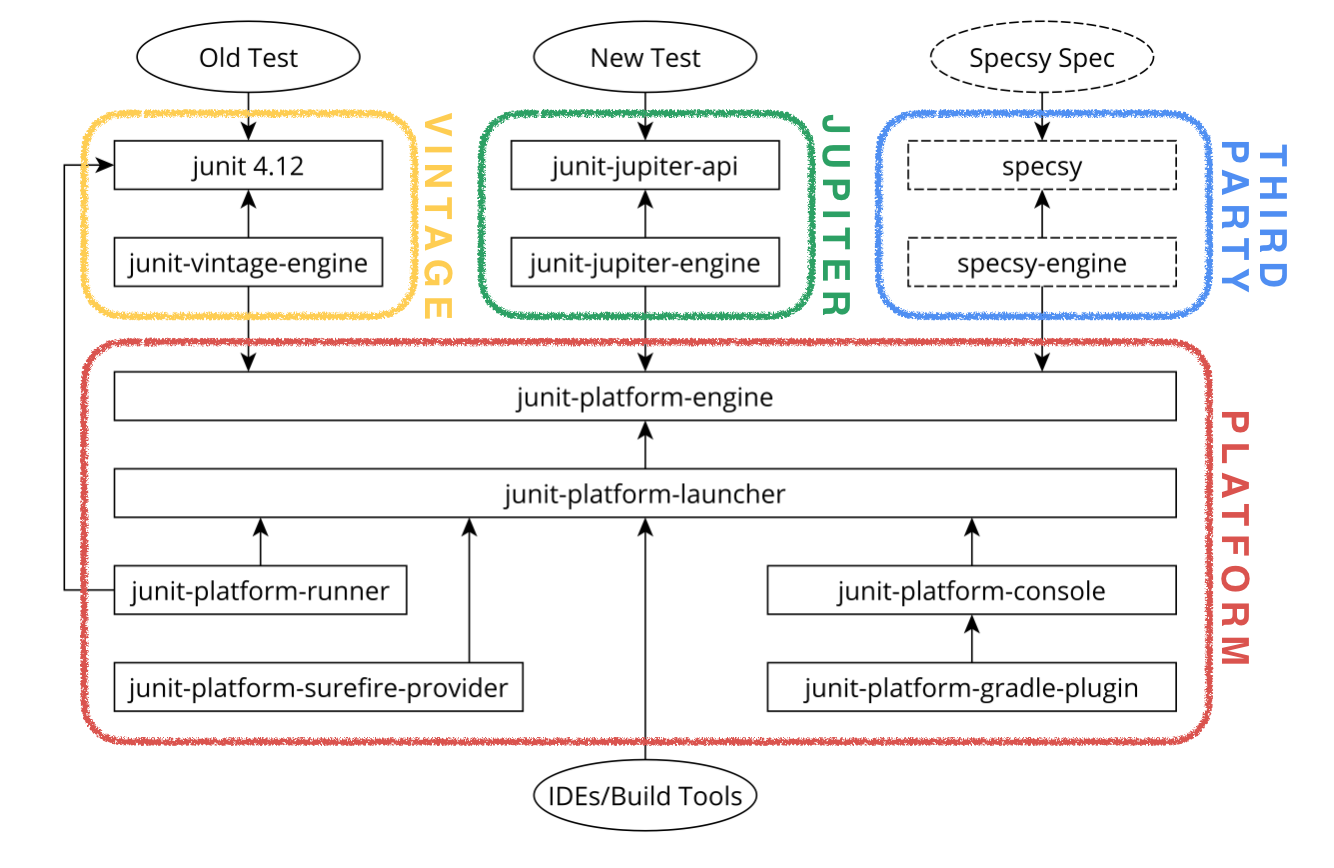 Old Test
New Test
Specsy Spec
VINTAGE
junit 4.12
junit-vintage-engine
JUPITER
junit-jupiter-api
junit-jupiter-engine
THIRD
PARTY
specsy
specsy-engine
PLATFORM
junit-platform-engine
junit-platform-launcher
junit-platform-runner
junit-platform-console
junit-platform-surefire-provider
junit-platform-gradle-plugin
IDEs/Build Tools